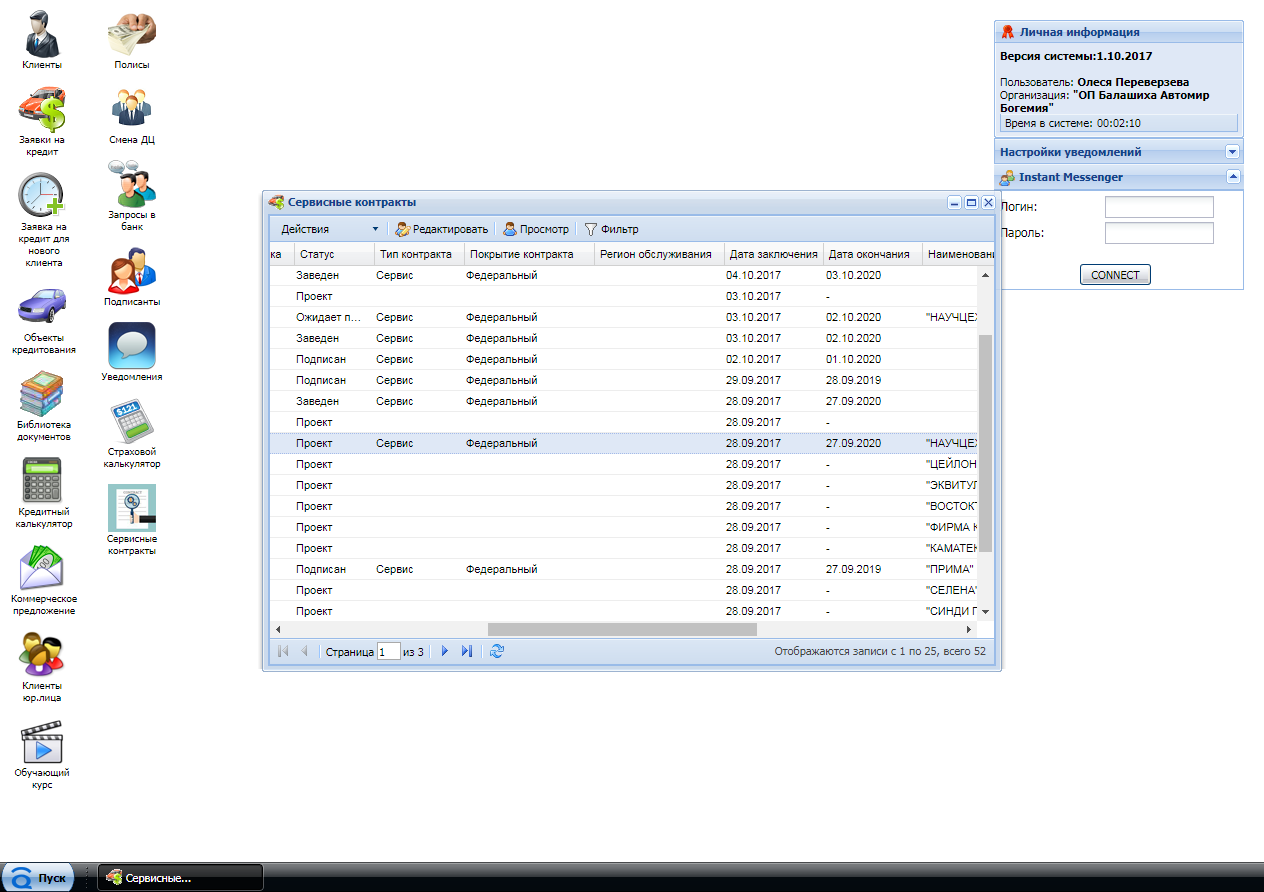 Клиенты
Полисы
Заявки на
кредит
Смена ДЦ
Заявка на
кредит для
нового
клиента
Запросы в
банк
Подписанты
Объекты
кредитования
Уведомления
Библиотека
документов
$121
Страховой
калькулятор
Кредитный
калькулятор
Сервисные
контракты
Коммерческое
предложение
Клиенты
юр.лица
Обучающий
курс
Личная информация
Версия системы:1.10.2017
Пользователь: Олеся Переверзева
Организация: "ОП Балашиха Автомир
Богемия"
Время в системе: 00:02:10
Настройки уведомлений
Instant Messenger
Логин:
Пароль:
CONNECT
Сервисные контракты
Действия Редактировать Просмотр Фильтр
ка Статус Тип контракта Покрытие контракта Регион обслуживания Дата заключения Дата окончания Наименовани
Заведен Сервис Федеральный 04.10.2017 03.10.2020
Проект 03.10.2017 -
Ожидает п... Сервис Федеральный 03.10.2017 02.10.2020 "НАУЧЦЕХ
Заведен Сервис Федеральный 03.10.2017 02.10.2020
Подписан Сервис Федеральный 02.10.2017 01.10.2020
Подписан Сервис Федеральный 29.09.2017 28.09.2019
Заведен Сервис Федеральный 28.09.2017 27.09.2020
Проект 28.09.2017 -
Проект Сервис Федеральный 28.09.2017 27.09.2020 "НАУЧЦЕХ
Проект 28.09.2017 - "ЦЕЙЛОН
Проект 28.09.2017 - "ЭКВИТУЛ
Проект 28.09.2017 - "ВОСТОКТ
Проект 28.09.2017 - "ФИРМА К
Проект 28.09.2017 - "КАМАТЕК
Подписан Сервис Федеральный 28.09.2017 27.09.2019 "ПРИМА"
Проект 28.09.2017 - "СЕЛЕНА"
Проект 28.09.2017 - "СИНДИ Г
Страница 1 из 3 Отображаются записи с 1 по 25, всего 52
Пуск Сервисные...